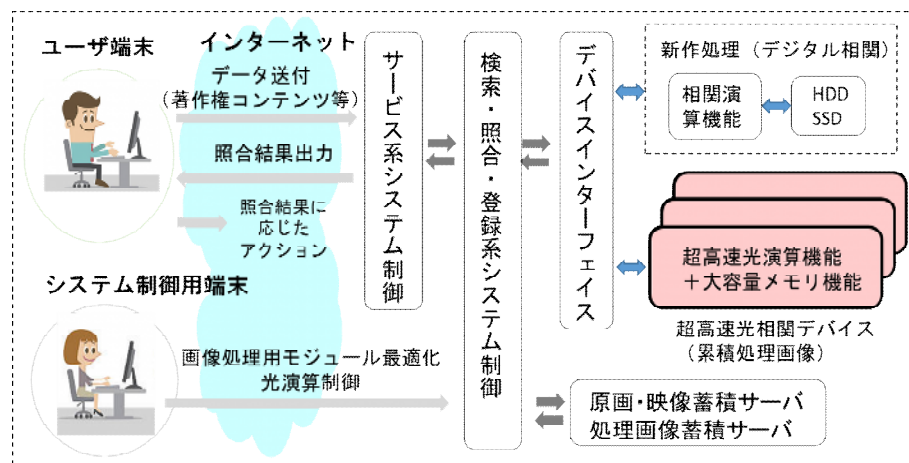 ユーザ端末
インターネット
データ送付
（著作権コンテンツ等）
照合結果出力
照合結果に
応じた
アクション
システム制御用端末
画像処理用モジュール最適化
光演算制御
サービス系システム制御
検索・照合・登録系システム制御
デバイスインターフェイス
新作処理（デジタル相関）
相関演
算機能
HDD
SSD
超高速光演算機能
＋大容量メモリ機能
超高速光相関デバイス
（累積処理画像）
原画・映像蓄積サーバ
処理画像蓄積サーバ